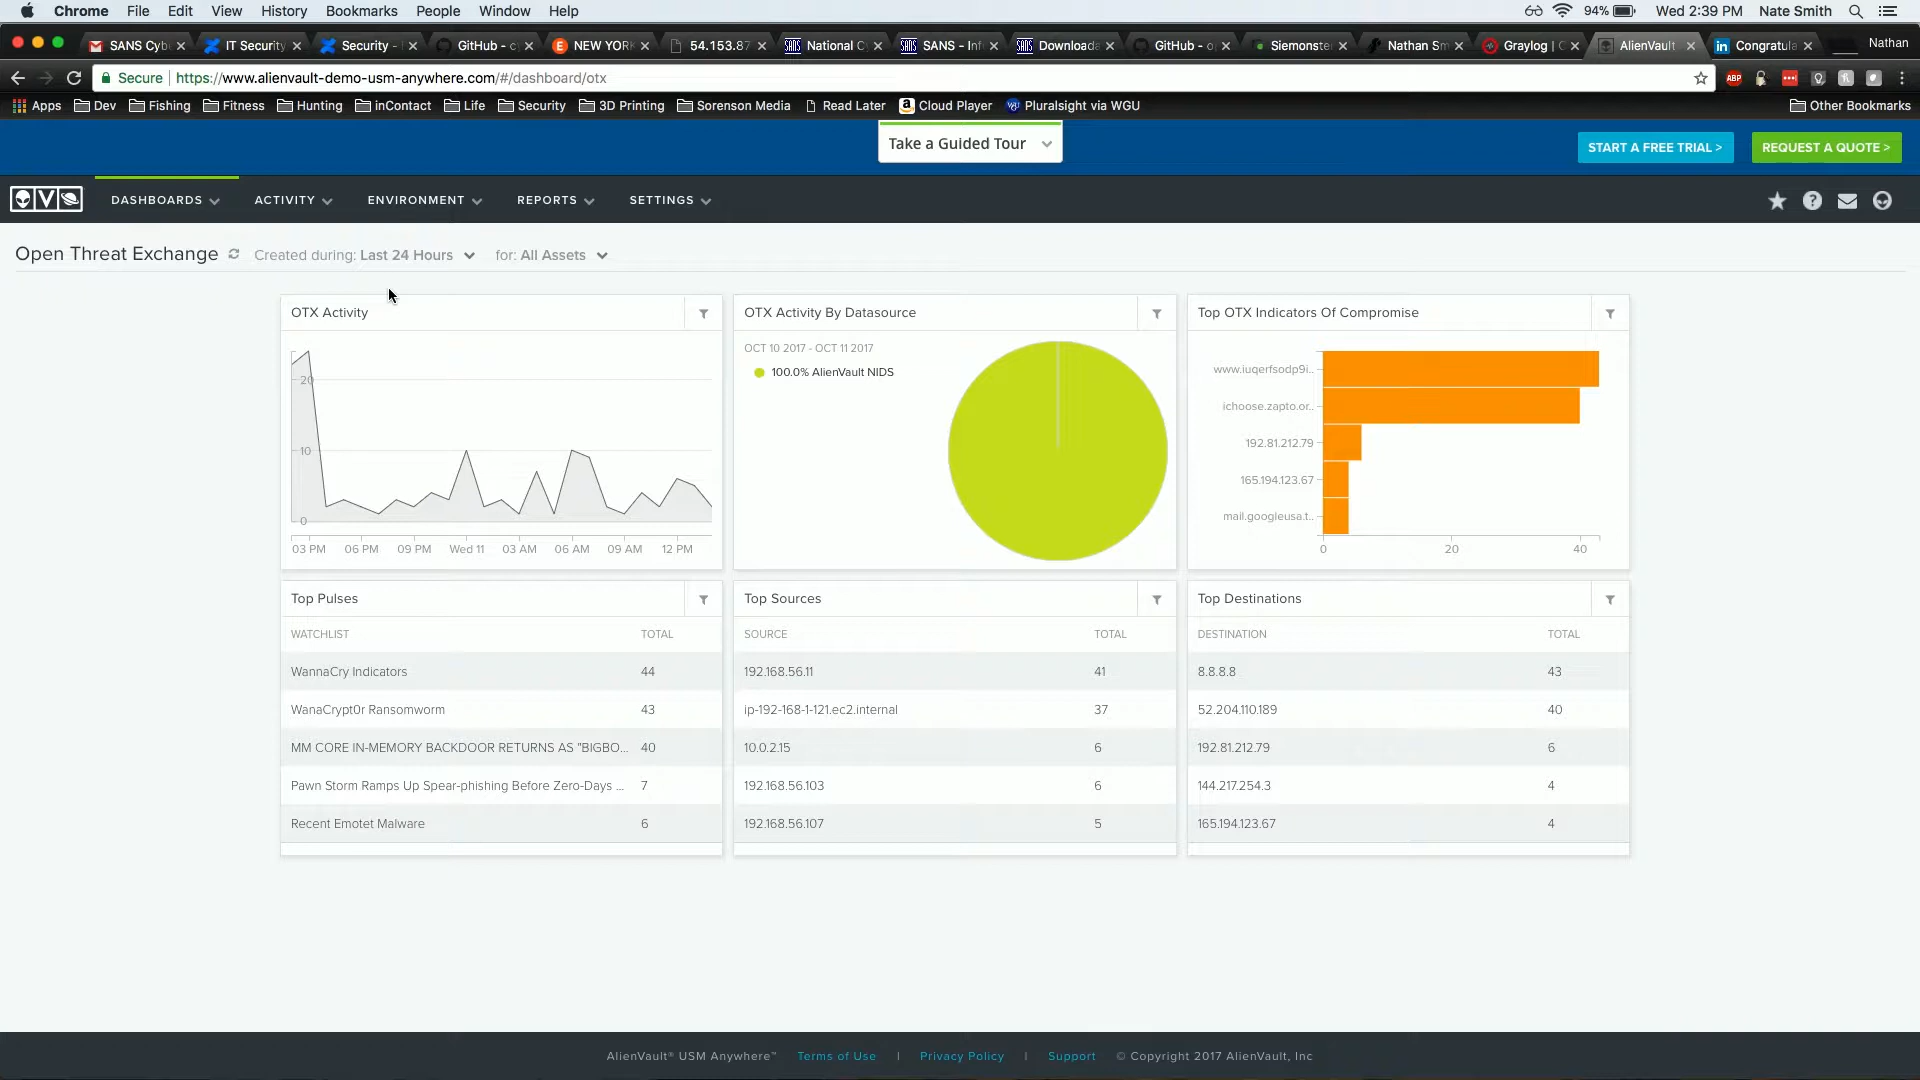 Chrome File Edit View History Bookmarks People Window Help 94% Wed 2:39 PM Nate Smith
SANS Cyb IT Security Security - GitHub - c NEW YORK 54.153.87 National C SANS - Inf Downloada GitHub - o Siemonste Nathan Sm Graylog | C AlienVault Congratula Nathan
Secure https://www.alienvault-demo-usm-anywhere.com/#/dashboard/otx ABP
Apps Dev Fishing Fitness Hunting inContact Life Security 3D Printing Sorenson Media Read Later Cloud Player Pluralsight via WGU Other Bookmarks
Take a Guided Tour
START A FREE TRIAL >
REQUEST A QUOTE >
DASHBOARDS ACTIVITY ENVIRONMENT REPORTS SETTINGS
Open Threat Exchange Created during: Last 24 Hours for: All Assets
OTX Activity
20
10
0
03 PM 06 PM 09 PM Wed 11 03 AM 06 AM 09 AM 12 PM
OTX Activity By Datasource
OCT 10 2017 - OCT 11 2017
100.0% AlienVault NIDS
Top OTX Indicators Of Compromise
www.iuqerfsodp9i..
ichoose.zapto.or..
192.81.212.79
165.194.123.67
mail.googleusa.t..
0 20 40
Top Pulses
WATCHLIST TOTAL
WannaCry Indicators 44
WanaCrypt0r Ransomworm 43
MM CORE IN-MEMORY BACKDOOR RETURNS AS "BIGBO... 40
Pawn Storm Ramps Up Spear-phishing Before Zero-Days ... 7
Recent Emotet Malware 6
Top Sources
SOURCE TOTAL
192.168.56.11 41
ip-192-168-1-121.ec2.internal 37
10.0.2.15 6
192.168.56.103 6
192.168.56.107 5
Top Destinations
DESTINATION TOTAL
8.8.8.8 43
52.204.110.189 40
192.81.212.79 6
144.217.254.3 4
165.194.123.67 4
AlienVault® USM Anywhere™ Terms of Use | Privacy Policy | Support © Copyright 2017 AlienVault, Inc